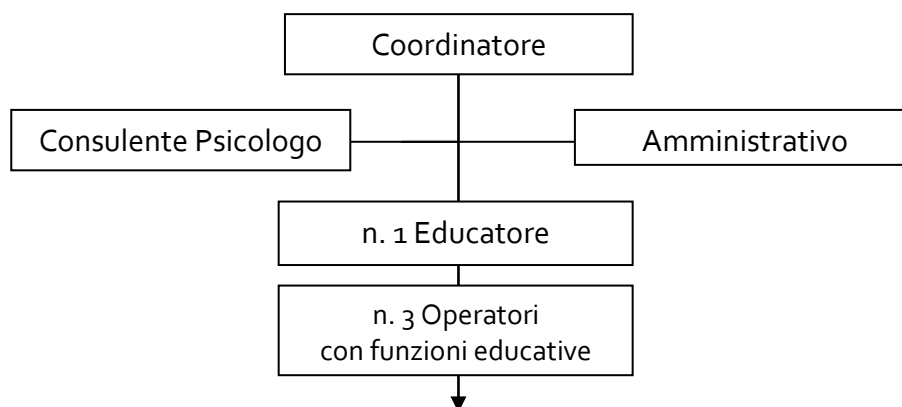 Coordinatore
Consulente Psicologo
Amministrativo
n. 1 Educatore
n. 3 Operatori
con funzioni educative